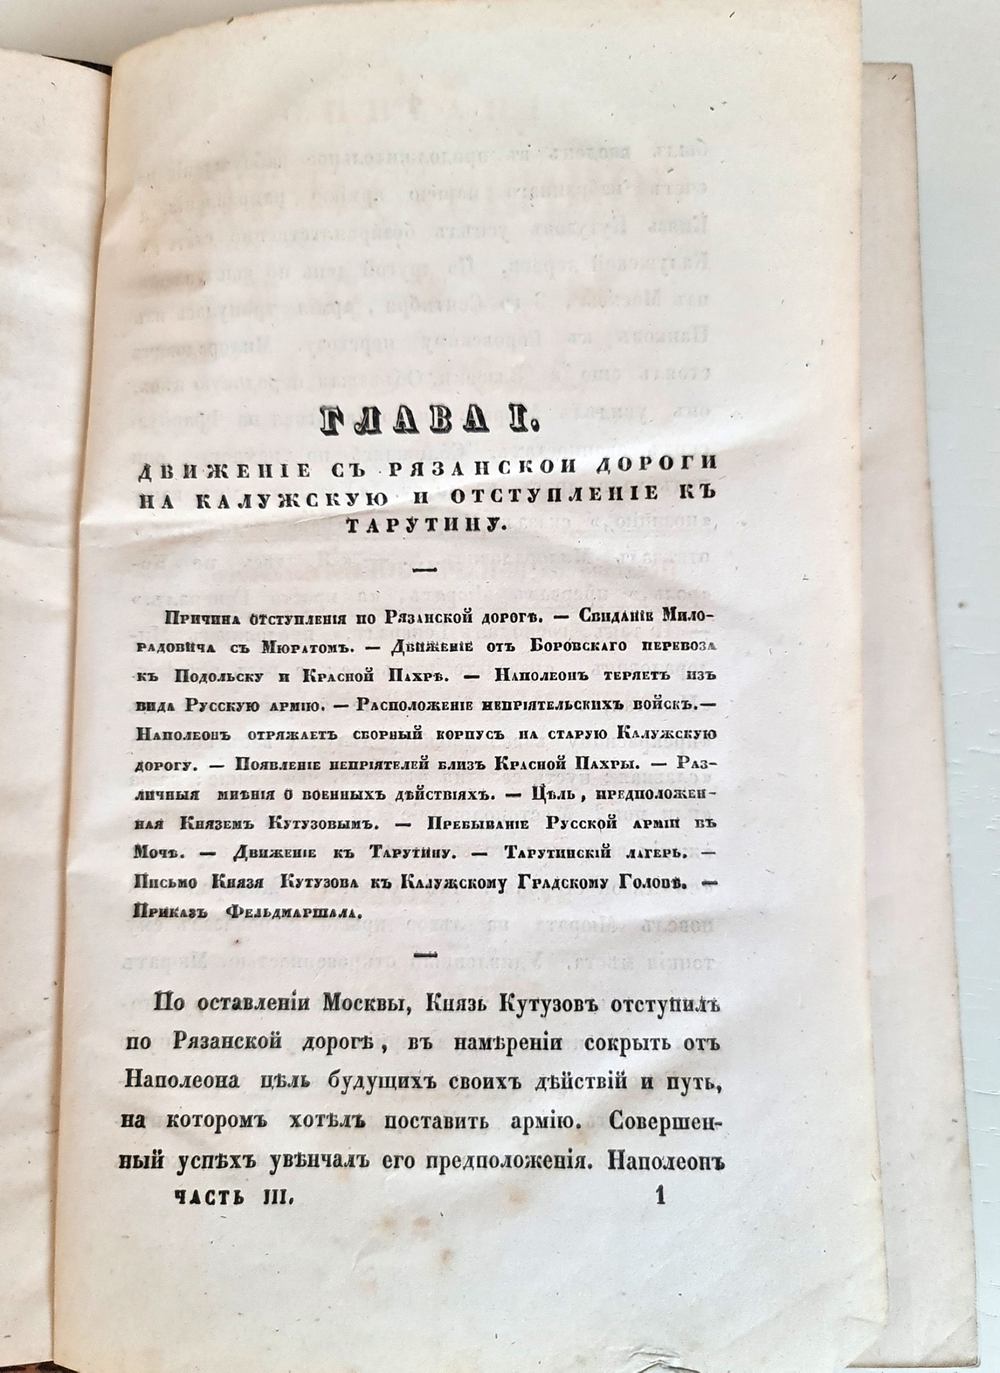 ГЛАВА I.
ДВИЖЕНІЕ СЪ РЯЗАНСКОЙ ДОРОГИ
НА КАЛУЖСКУЮ И ОТСТУПЛЕНІЕ КЪ
ТАРУТИНУ.
—
Причина отступленія по Рязанской дорогѣ. — Свиданіе Мило-
радовича съ Мюратомъ. — Движеніе отъ Боровскаго перевоза
къ Подольску и Красной Пахрѣ. — Наполеонъ теряетъ изъ
вида Русскую армію. — Расположеніе непріятельскихъ войскъ.—
Наполеонъ отряжаетъ сборный корпусъ на старую Калужскую
дорогу. — Появленіе непріятелей близъ Красной Пахры. — Раз-
личныя мнѣнія о военныхъ дѣйствіяхъ. — Цѣль, предположен-
ная Княземъ Кутузовымъ. — Пребываніе Русской арміи въ
Мочѣ. — Движеніе къ Тарутину. — Тарутинскій лагерь. —
Письмо Князя Кутузова къ Калужскому Градскому Головѣ. —
Приказъ Фельдмаршала.
—
По оставленіи Москвы, Князь Кутузовъ отступилъ
по Рязанской дорогѣ, въ намѣреніи сокрыть отъ
Наполеона цѣль будущихъ своихъ дѣйствій и путь,
на которомъ хотѣлъ поставить армію. Совершен-
ный успѣхъ увѣнчалъ его предположенія. Наполеонъ
ЧАСТЬ III. 1